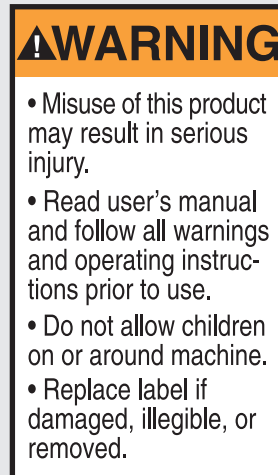 WARNING
• Misuse of this product
may result in serious
injury.
• Read user's manual
and follow all warnings
and operating instruc-
tions prior to use.
• Do not allow children
on or around machine.
• Replace label if
damaged, illegible, or
removed.